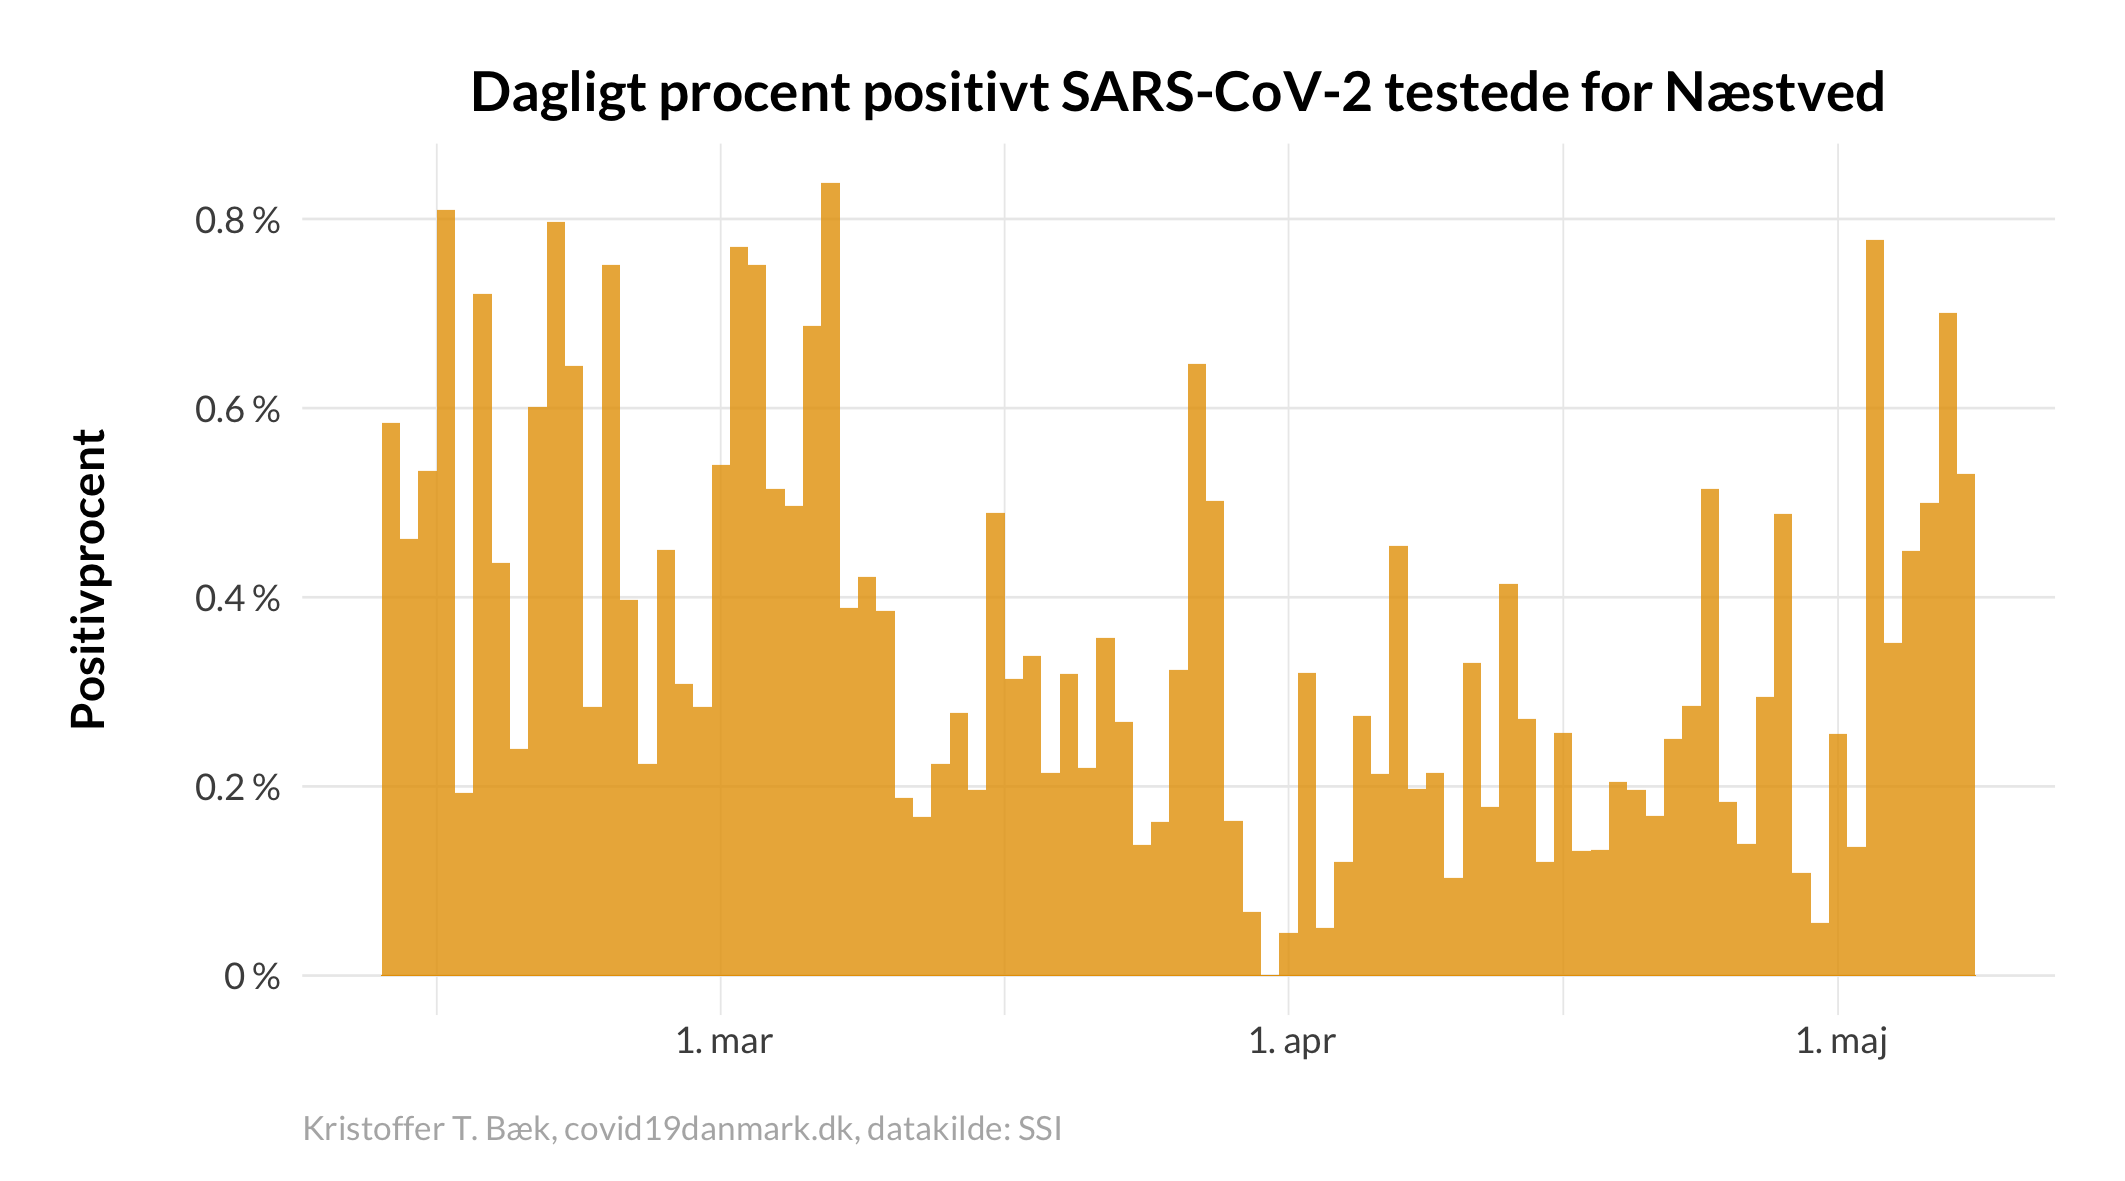 Dagligt procent positivt SARS-CoV-2 testede for Næstved
Positivprocent
0.8 %
0.6 %
0.4 %
0.2 %
0 %
1. mar
1. apr
1. maj
Kristoffer T. Bæk, covid19danmark.dk, datakilde: SSI